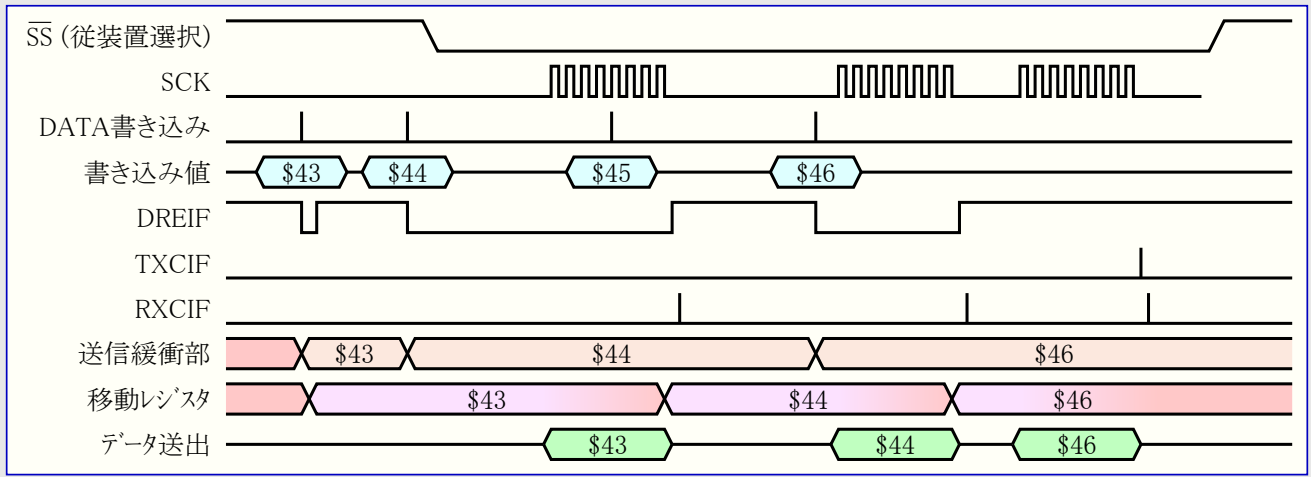 SS (従装置選択)
SCK
DATA書き込み
書き込み値 $43 $44 $45 $46
DREIF
TXCIF
RXCIF
送信緩衝部 $43 $44 $46
移動ﾚｼﾞｽﾀ $43 $44 $46
ﾃﾞｰﾀ送出 $43 $44 $46